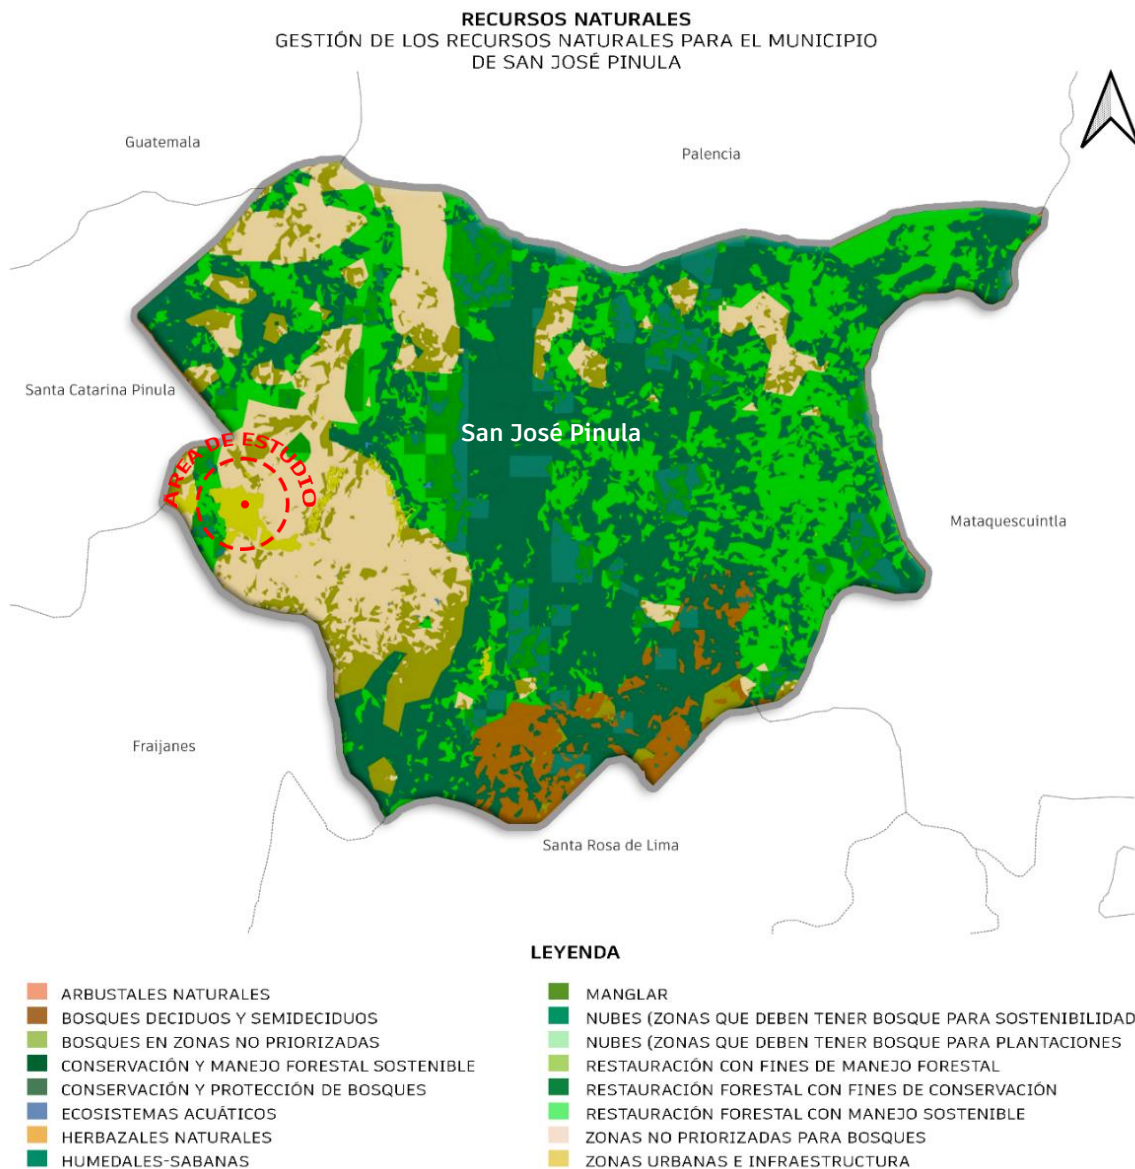 RECURSOS NATURALES
GESTIÓN DE LOS RECURSOS NATURALES PARA EL MUNICIPIO
DE SAN JOSÉ PINULA
Guatemala
Palencia
Santa Catarina Pinula
San José Pinula
ÁREA DE ESTUDIO
Mataquescuintla
Fraijanes
Santa Rosa de Lima
LEYENDA
ARBUSTALES NATURALES
BOSQUES DECIDUOS Y SEMIDECIDUOS
BOSQUES EN ZONAS NO PRIORIZADAS
CONSERVACIÓN Y MANEJO FORESTAL SOSTENIBLE
CONSERVACIÓN Y PROTECCIÓN DE BOSQUES
ECOSISTEMAS ACUÁTICOS
HERBAZALES NATURALES
HUMEDALES-SABANAS
MANGLAR
NUBES (ZONAS QUE DEBEN TENER BOSQUE PARA SOSTENIBILIDAD
NUBES (ZONAS QUE DEBEN TENER BOSQUE PARA PLANTACIONES
RESTAURACIÓN CON FINES DE MANEJO FORESTAL
RESTAURACIÓN FORESTAL CON FINES DE CONSERVACIÓN
RESTAURACIÓN FORESTAL CON MANEJO SOSTENIBLE
ZONAS NO PRIORIZADAS PARA BOSQUES
ZONAS URBANAS E INFRAESTRUCTURA